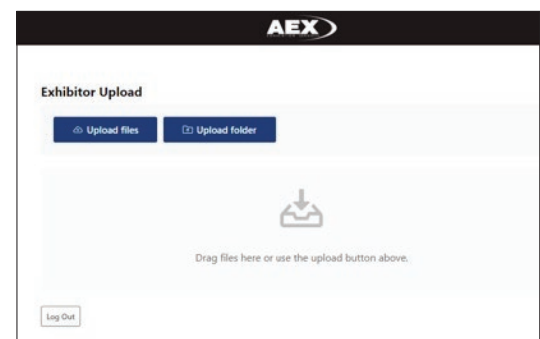 AEX
Exhibitor Upload
Upload files
Upload folder
Drag files here or use the upload button above.
Log Out